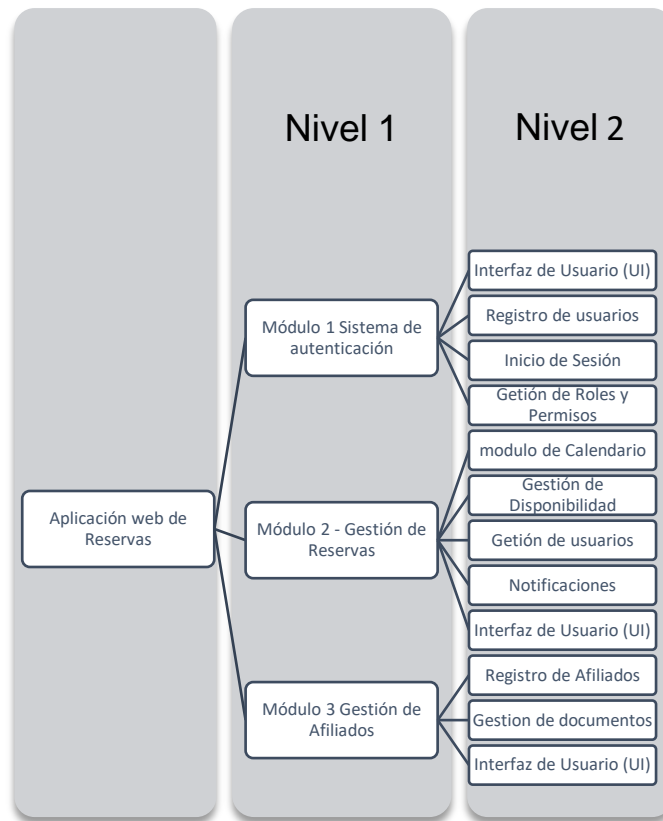 Nivel 1
Nivel 2
Aplicación web de
Reservas
Módulo 1 Sistema de
autenticación
Interfaz de Usuario (UI)
Registro de usuarios
Inicio de Sesión
Getión de Roles y
Permisos
Módulo 2 - Gestión de
Reservas
modulo de Calendario
Gestión de
Disponibilidad
Getión de usuarios
Notificaciones
Interfaz de Usuario (UI)
Módulo 3 Gestión de
Afiliados
Registro de Afiliados
Gestion de documentos
Interfaz de Usuario (UI)